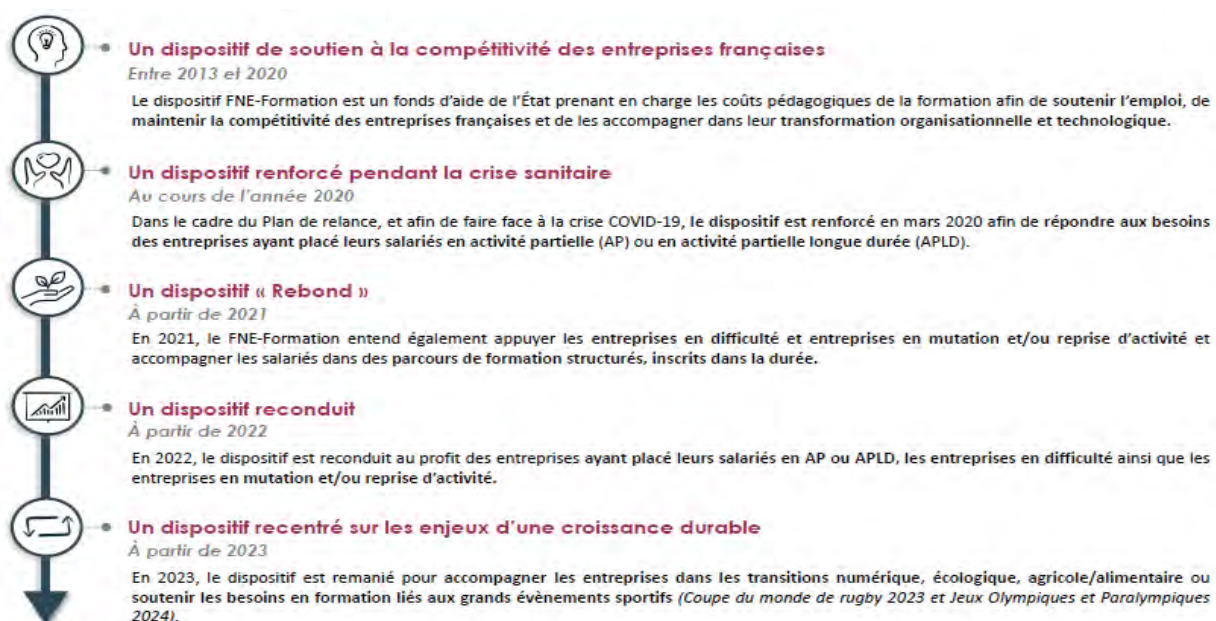 Un dispositif de soutien à la compétitivité des entreprises françaises
Entre 2013 et 2020
Le dispositif FNE-Formation est un fonds d'aide de l'État prenant en charge les coûts pédagogiques de la formation afin de soutenir l'emploi, de
maintenir la compétitivité des entreprises françaises et de les accompagner dans leur transformation organisationnelle et technologique.
Un dispositif renforcé pendant la crise sanitaire
Au cours de l'année 2020
Dans le cadre du Plan de relance, et afin de faire face à la crise COVID-19, le dispositif est renforcé en mars 2020 afin de répondre aux besoins
des entreprises ayant placé leurs salariés en activité partielle (AP) ou en activité partielle longue durée (APLD).
Un dispositif « Rebond »
À partir de 2021
En 2021, le FNE-Formation entend également appuyer les entreprises en difficulté et entreprises en mutation et/ou reprise d'activité et
accompagner les salariés dans des parcours de formation structurés, inscrits dans la durée.
Un dispositif reconduit
À partir de 2022
En 2022, le dispositif est reconduit au profit des entreprises ayant placé leurs salariés en AP ou APLD, les entreprises en difficulté ainsi que les
entreprises en mutation et/ou reprise d'activité.
Un dispositif recentré sur les enjeux d'une croissance durable
À partir de 2023
En 2023, le dispositif est remanié pour accompagner les entreprises dans les transitions numérique, écologique, agricole/alimentaire ou
soutenir les besoins en formation liés aux grands évènements sportifs (Coupe du monde de rugby 2023 et Jeux Olympiques et Paralympiques
2024).